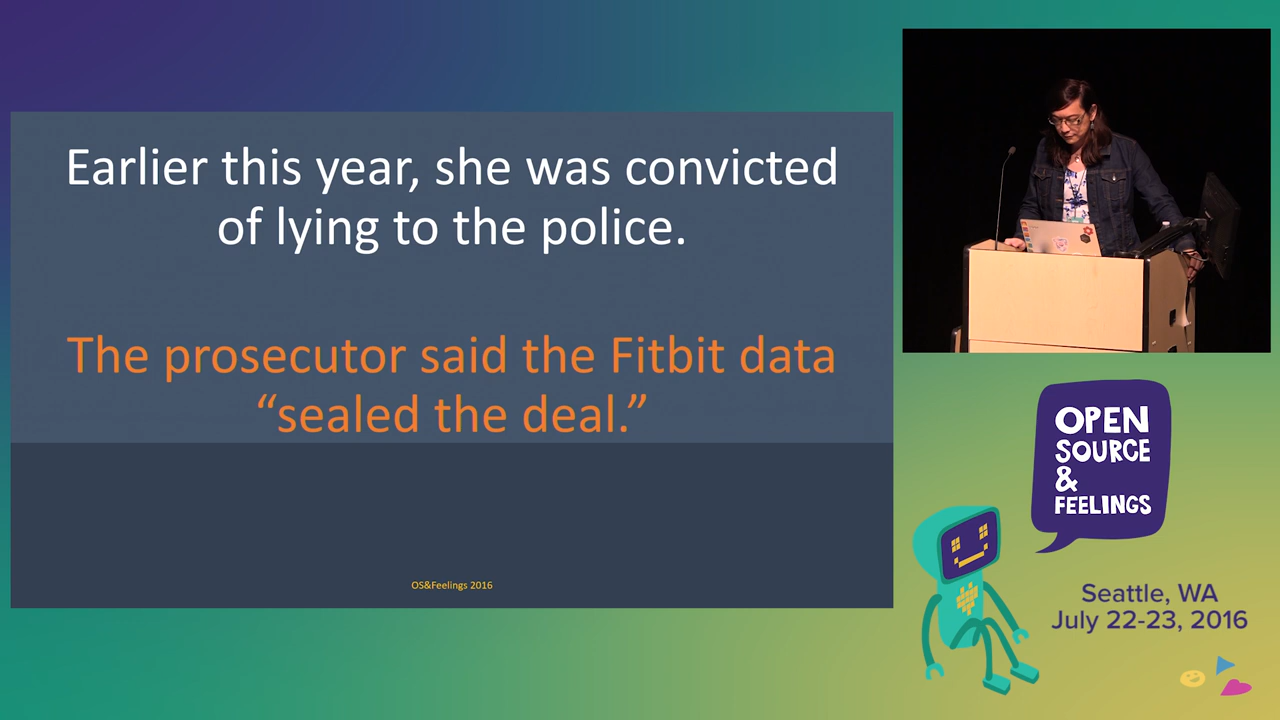 Earlier this year, she was convicted
of lying to the police.
The prosecutor said the Fitbit data
“sealed the deal.”
OS&Feelings 2016
OPEN
SOURCE
&
FEELINGS
Seattle, WA
July 22-23, 2016